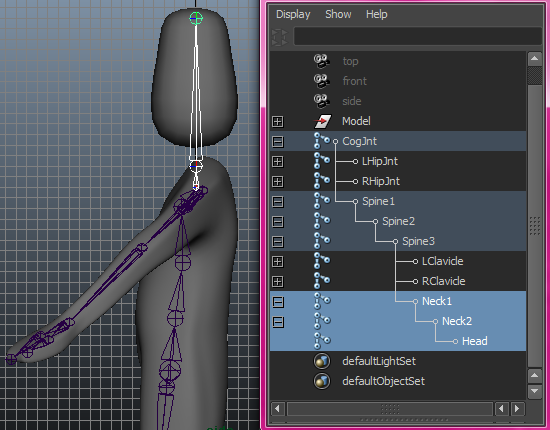 Display Show Help
top
front
side
Model
CogJnt
LHipJnt
RHipJnt
Spine1
Spine2
Spine3
LClavicle
RClavicle
Neck1
Neck2
Head
defaultLightSet
defaultObjectSet